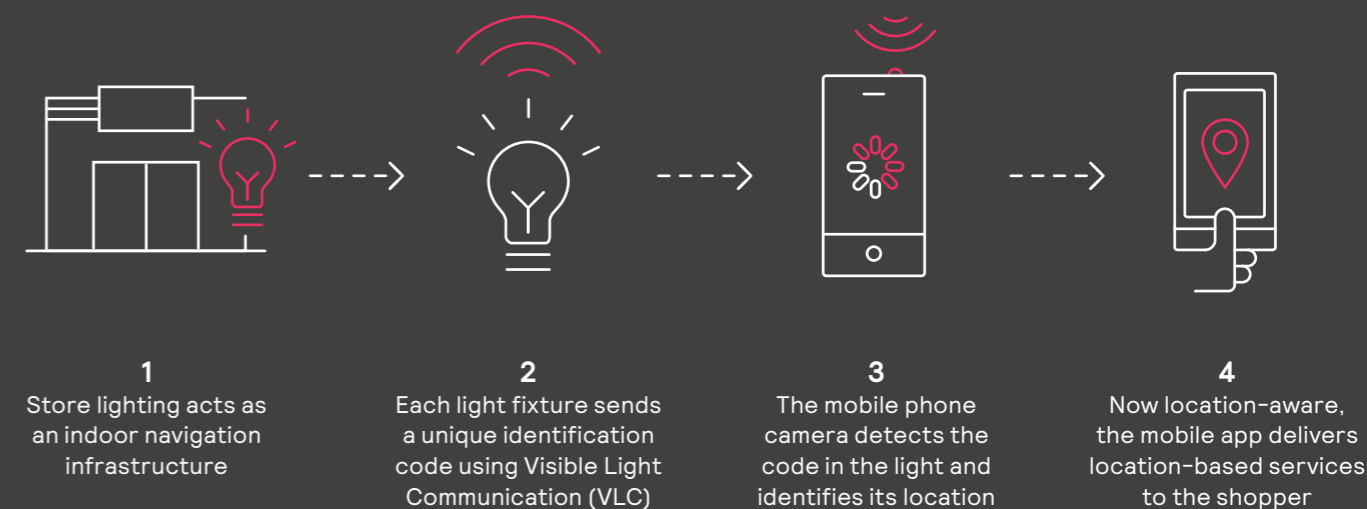 1
Store lighting acts as
an indoor navigation
infrastructure
2
Each light fixture sends
a unique identification
code using Visible Light
Communication (VLC)
3
The mobile phone
camera detects the
code in the light and
identifies its location
4
Now location-aware,
the mobile app delivers
location-based services
to the shopper